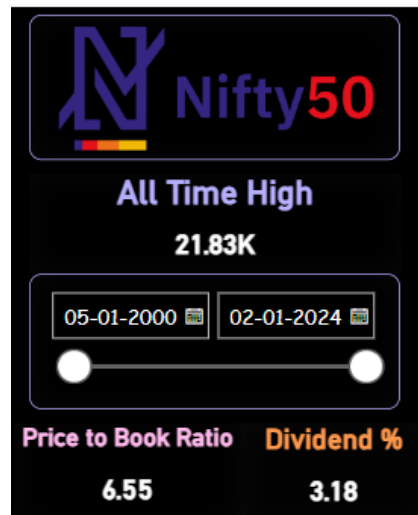 Nifty50
All Time High
21.83K
05-01-2000 02-01-2024
Price to Book Ratio Dividend %
6.55 3.18